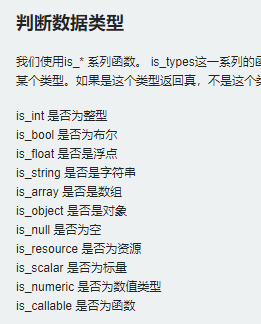 判断数据类型
我们使用is_* 系列函数。 is_types这一系列的
某个类型。如果是这个类型返回真，不是这个
is_int 是否为整型
is_bool 是否为布尔
is_float 是否是浮点
is_string 是否是字符串
is_array 是否是数组
is_object 是否是对象
is_null 是否为空
is_resource 是否为资源
is_scalar 是否为标量
is_numeric 是否为数值类型
is_callable 是否为函数